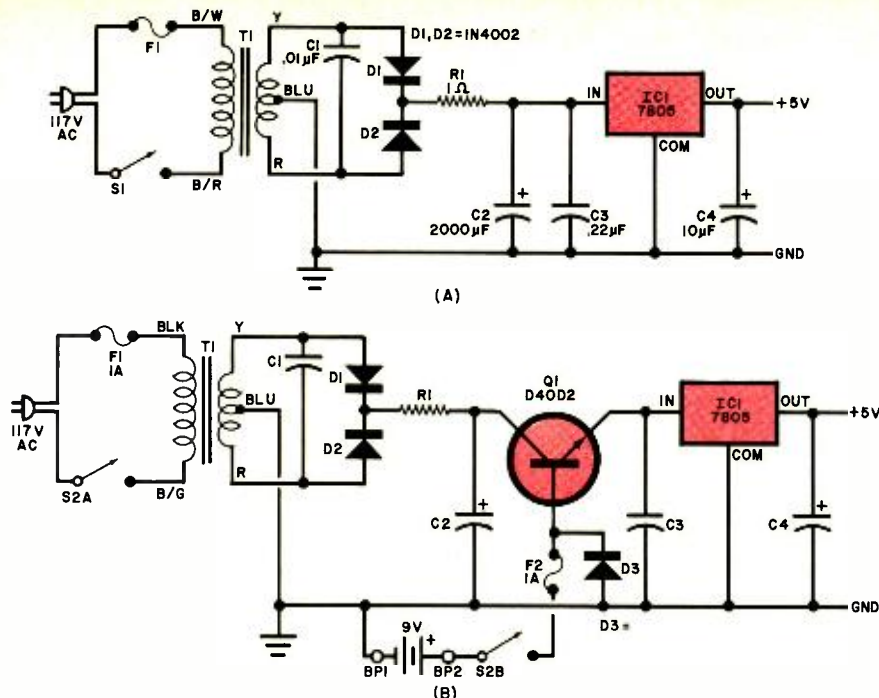 B/W
F1
T1
Y
C1
.01µF
D1, D2 = 1N4002
D1
BLU
R1
1Ω
IN
IC1
7805
OUT
+5V
117V
AC
D2
COM
S1
B/R
R
C2
2000µF
+
C3
.22µF
C4
10µF
+
GND
(A)
BLK
F1
1A
T1
Y
C1
D1
BLU
R1
Q1
D40D2
IN
IC1
7805
OUT
+5V
117V
AC
D2
COM
S2A
B/G
R
C2
+
F2
1A
D3
C3
C4
+
GND
D3=
9V
+
BP1
BP2
S2B
(B)